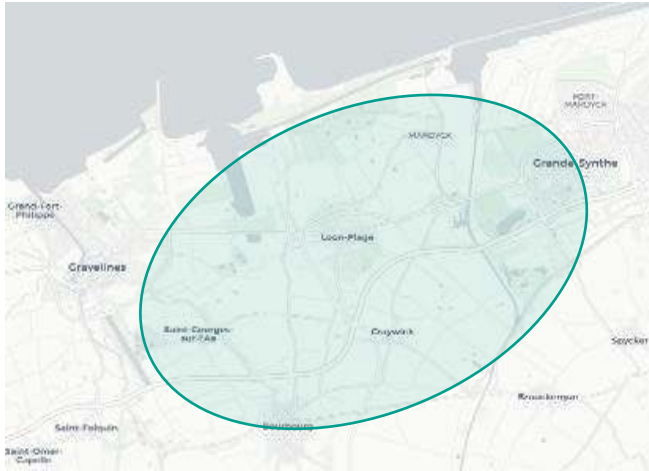 FORT-
MARDYCK
MARDYCK
Grande-Synthe
Grand-Fort-
Philippe
Loon-Plage
Gravelines
Saint-Georges-
sur-l'Aa
Craywick
Spycker
Brouckerque
Saint-Folquin
Bourbourg
Saint-Omer-
Capelle